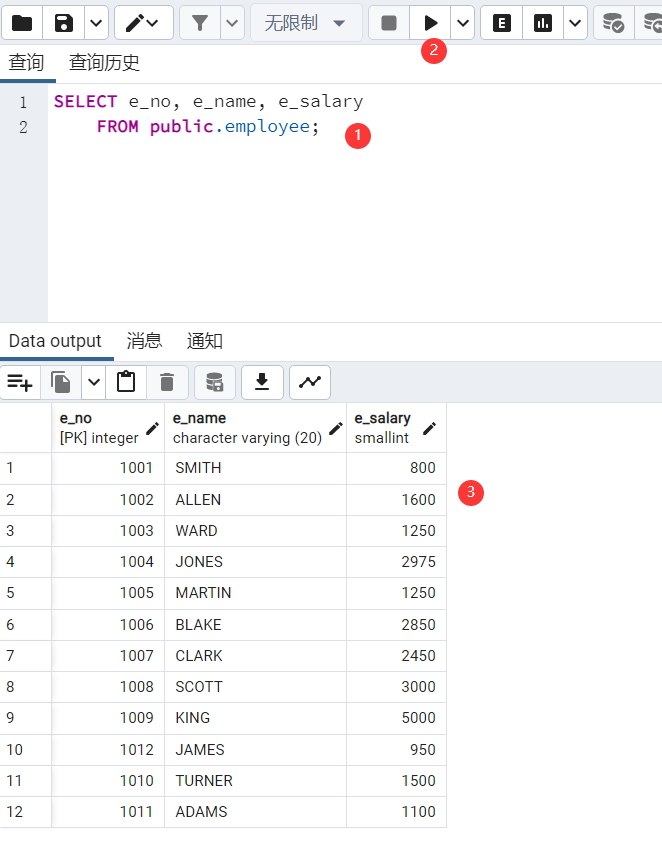 无限制
2
E
查询 查询历史
1 SELECT e_no, e_name, e_salary
2 FROM public.employee;
1
Data output 消息 通知
e_no e_name e_salary
[PK] integer character varying (20) smallint
1 1001 SMITH 800
3
2 1002 ALLEN 1600
3 1003 WARD 1250
4 1004 JONES 2975
5 1005 MARTIN 1250
6 1006 BLAKE 2850
7 1007 CLARK 2450
8 1008 SCOTT 3000
9 1009 KING 5000
10 1012 JAMES 950
11 1010 TURNER 1500
12 1011 ADAMS 1100